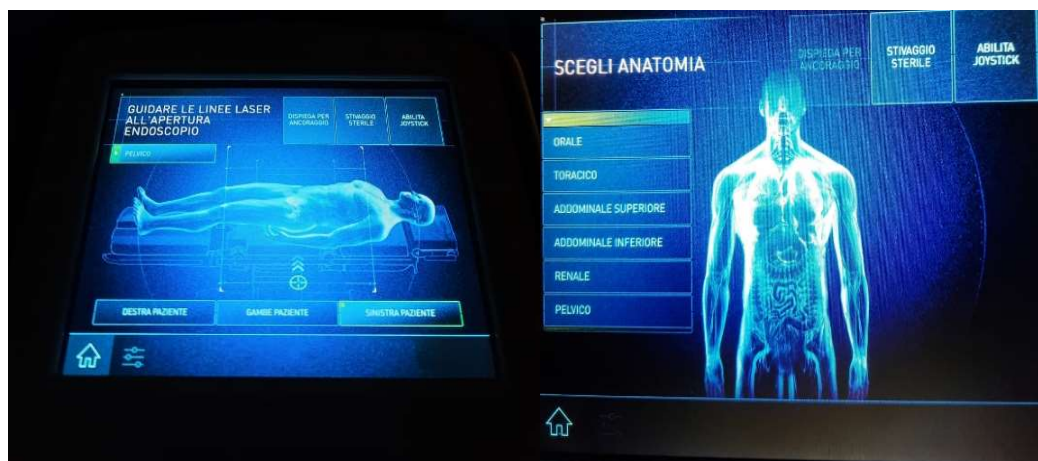 GUIDARE LE LINEE LASER
ALL'APERTURA
ENDOSCOPIO
DISPIEGA PER
ANCORAGGIO
STIVAGGIO
STERILE
ABILITA
JOYSTICK
PELVICO
DESTRA PAZIENTE
GAMBE PAZIENTE
SINISTRA PAZIENTE
SCEGLI ANATOMIA
DISPIEGA PER
ANCORAGGIO
STIVAGGIO
STERILE
ABILITA
JOYSTICK
ORALE
TORACICO
ADDOMINALE SUPERIORE
ADDOMINALE INFERIORE
RENALE
PELVICO